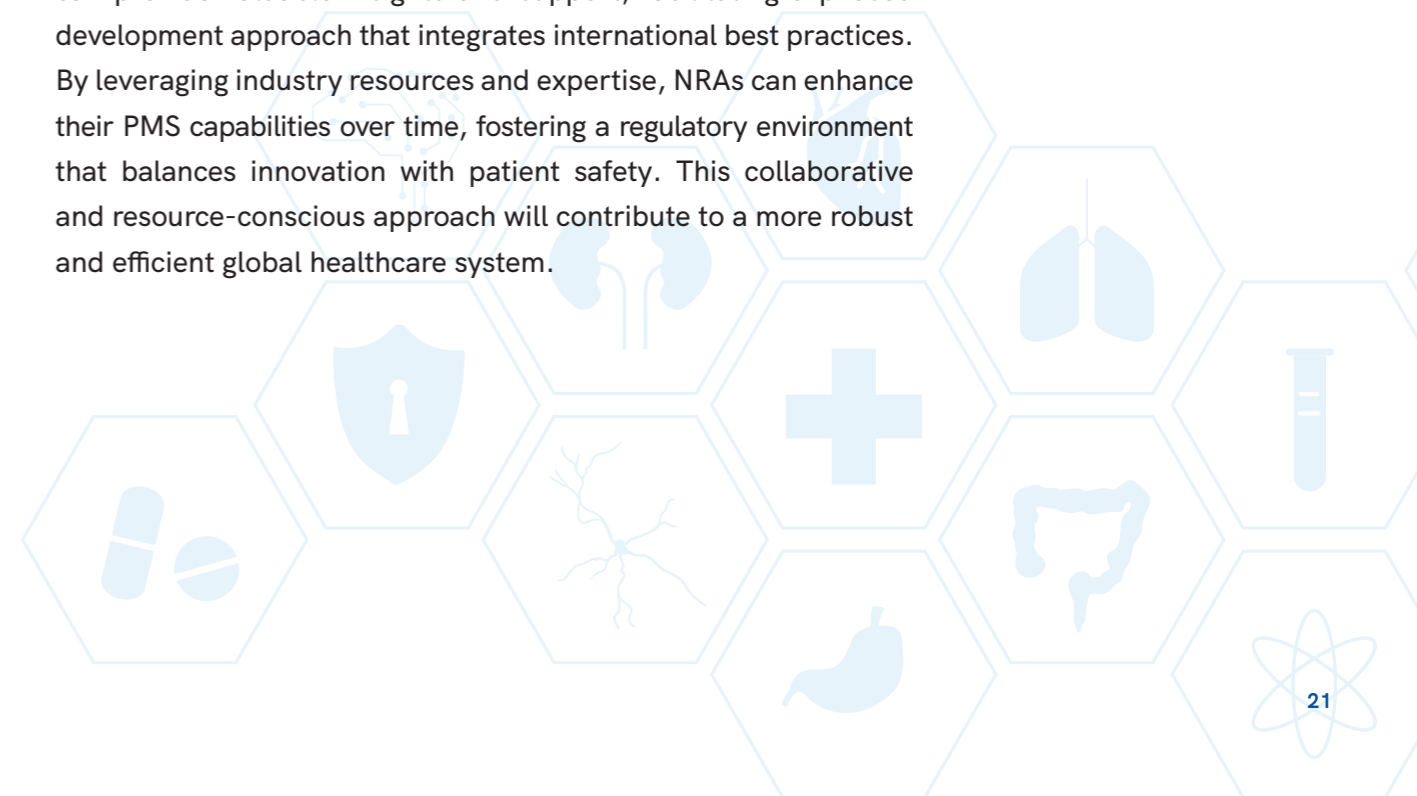 development approach that integrates international best practices.
By leveraging industry resources and expertise, NRAs can enhance
their PMS capabilities over time, fostering a regulatory environment
that balances innovation with patient safety. This collaborative
and resource-conscious approach will contribute to a more robust
and efficient global healthcare system.
21